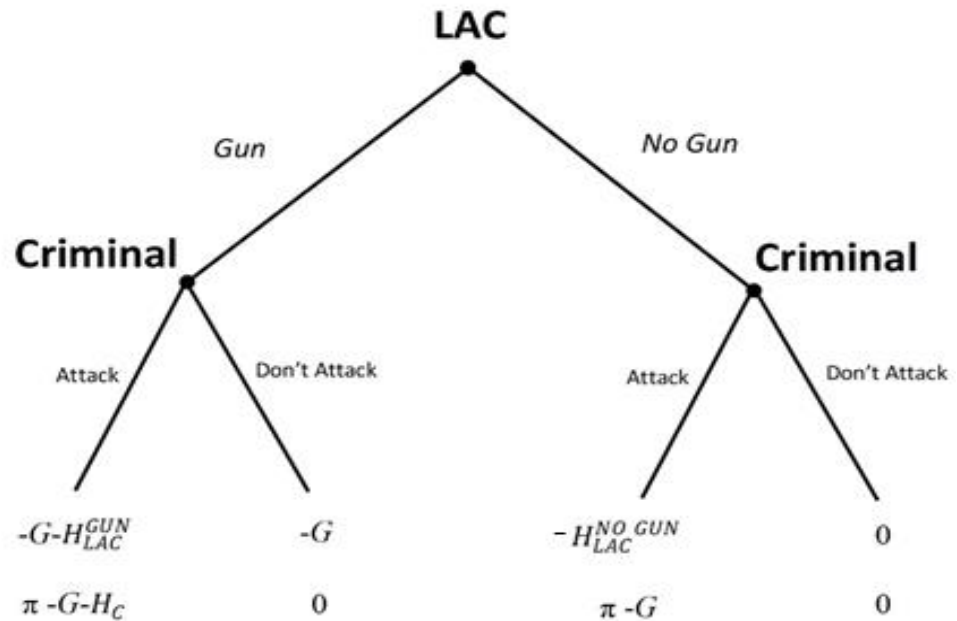 LAC
Gun No Gun
Criminal Criminal
Attack Don't Attack Attack Don't Attack
-G-H_{LAC}^{GUN} -G -H_{LAC}^{NO GUN} 0
π -G-H_C 0 π -G 0